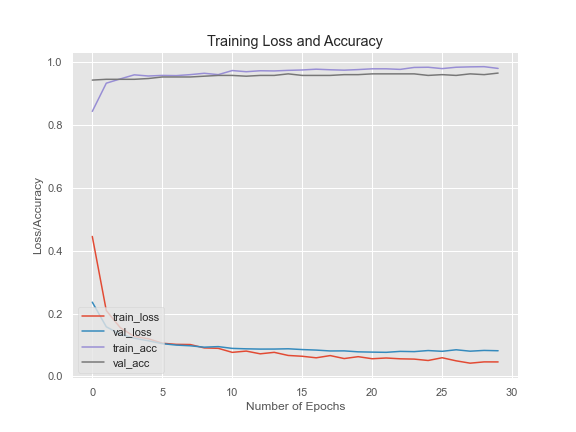 Training Loss and Accuracy
1.0
0.8
0.6
0.4
0.2
0.0
Loss/Accuracy
train_loss
val_loss
train_acc
val_acc
0 5 10 15 20 25 30
Number of Epochs